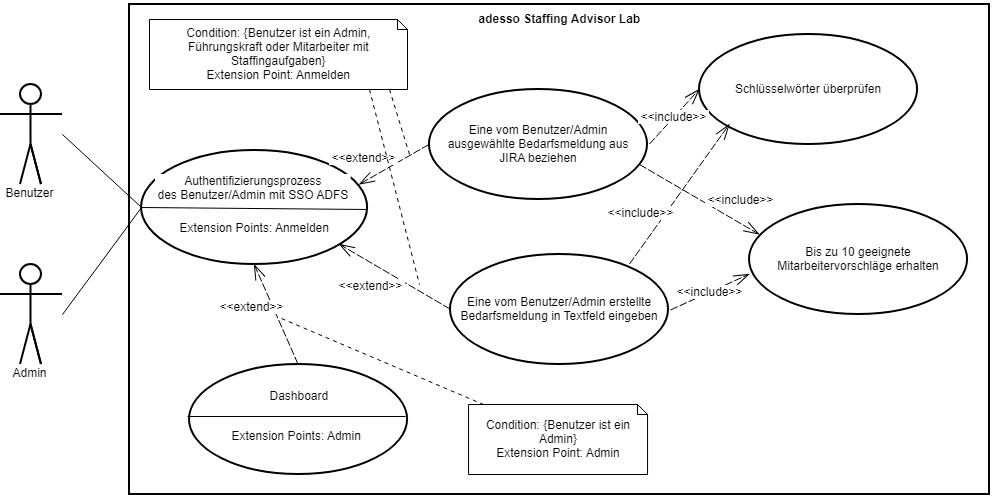 adesso Staffing Advisor Lab
Condition: {Benutzer ist ein Admin,
Führungskraft oder Mitarbeiter mit
Staffingaufgaben}
Extension Point: Anmelden
Schlüsselwörter überprüfen
<<include>>
Eine vom Benutzer/Admin
ausgewählte Bedarfsmeldung aus
JIRA beziehen
<<extend>>
Benutzer
Authentifizierungsprozess
des Benutzer/Admin mit SSO ADFS
Extension Points: Anmelden
<<include>>
<<include>>
Bis zu 10 geeignete
Mitarbeitervorschläge erhalten
<<extend>>
<<include>>
Eine vom Benutzer/Admin erstellte
Bedarfsmeldung in Textfeld eingeben
<<extend>>
Admin
Dashboard
Extension Points: Admin
Condition: {Benutzer ist ein
Admin}
Extension Point: Admin